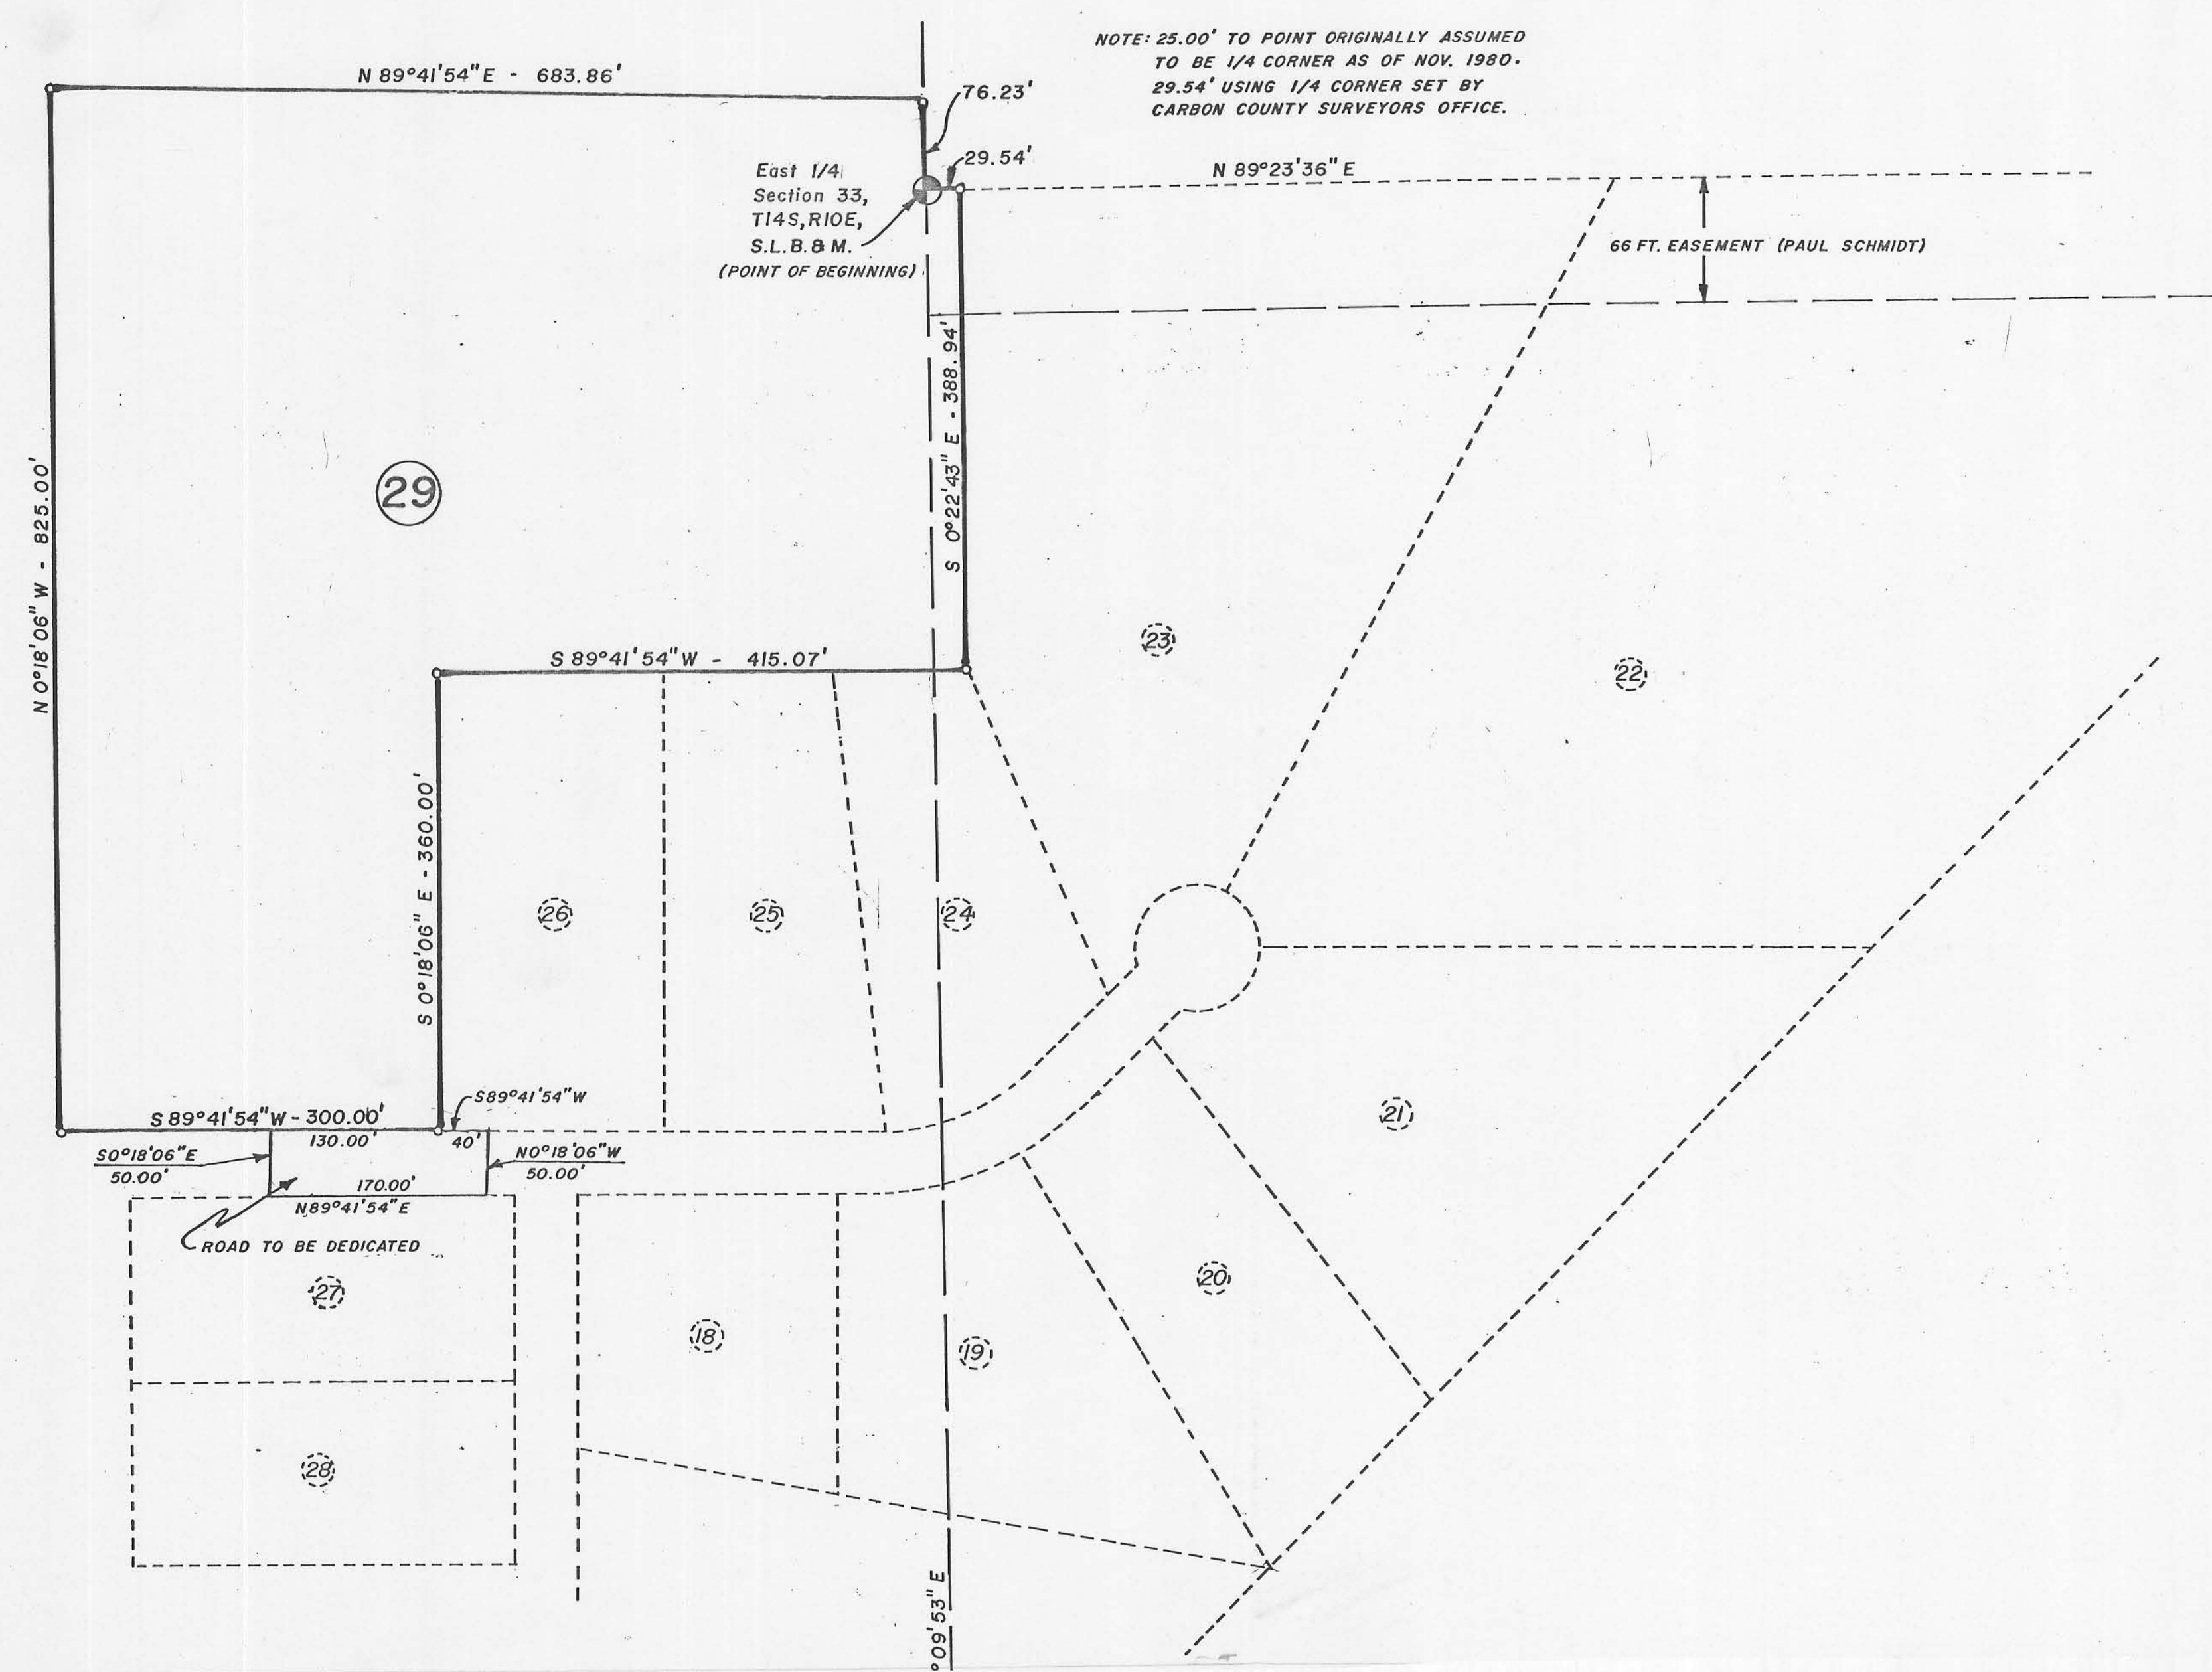 NOTE: 25.00' TO POINT ORIGINALLY ASSUMED
TO BE 1/4 CORNER AS OF NOV. 1980.
29.54' USING 1/4 CORNER SET BY
CARBON COUNTY SURVEYORS OFFICE.
N 89°41'54"E - 683.86'
76.23'
29.54'
N 89°23'36"E
East 1/4
Section 33,
T14S,R10E,
S.L.B.& M.
(POINT OF BEGINNING)
66 FT. EASEMENT (PAUL SCHMIDT)
S 0°22'43" E - 388.94'
N 0°18'06" W - 825.00'
29
23
22
S 89°41'54"W - 415.07'
S 0°18'06" E - 360.00'
26
25
24
S89°41'54"W
S 89°41'54"W - 300.00'
130.00'
40'
S0°18'06"E
50.00'
N0°18'06"W
50.00'
170.00'
N89°41'54"E
ROAD TO BE DEDICATED
21
20
27
18
19
28
°09'53" E